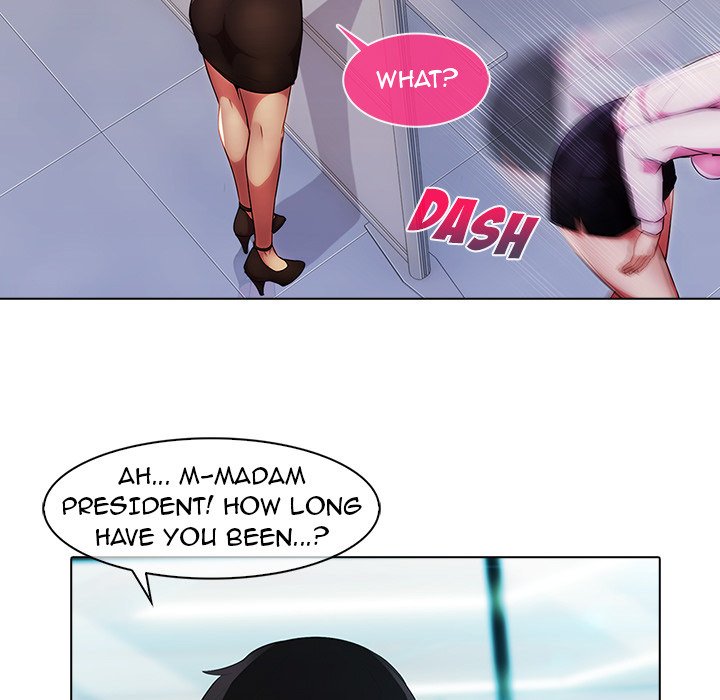 WHAT?
DASH
AH... M-MADAM
PRESIDENT! HOW LONG
HAVE YOU BEEN...?